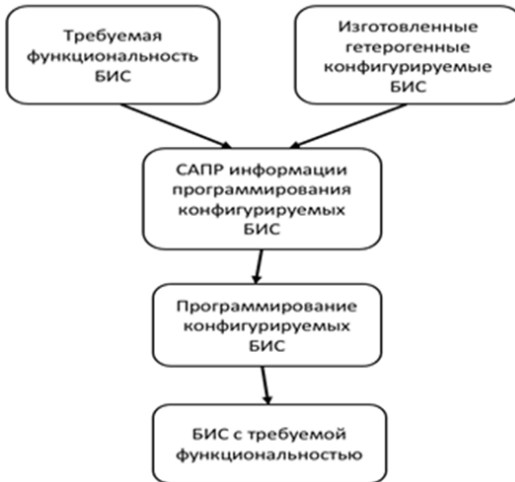 Требуемая
функциональность
БИС
Изготовленные
гетерогенные
конфигурируемые
БИС
САПР информации
программирования
конфигурируемых
БИС
Программирование
конфигурируемых
БИС
БИС с требуемой
функциональностью